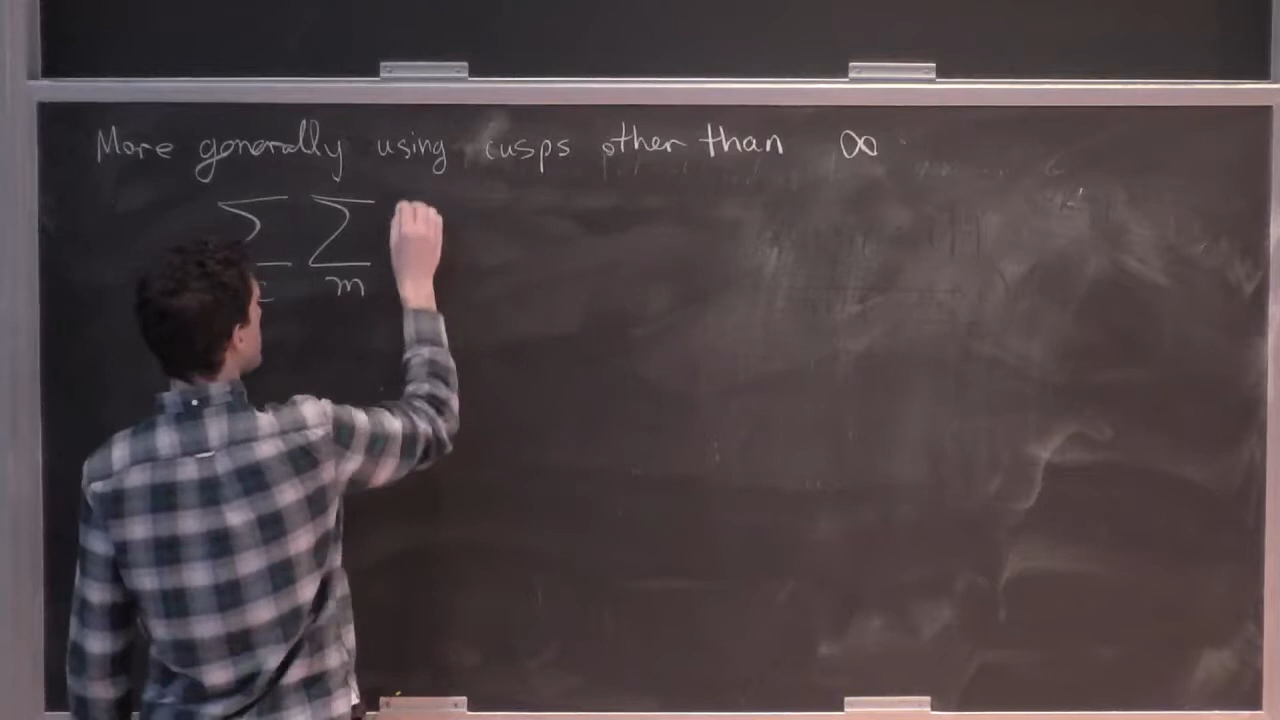 More generally using cusps other than ∞
Σ Σ
c m